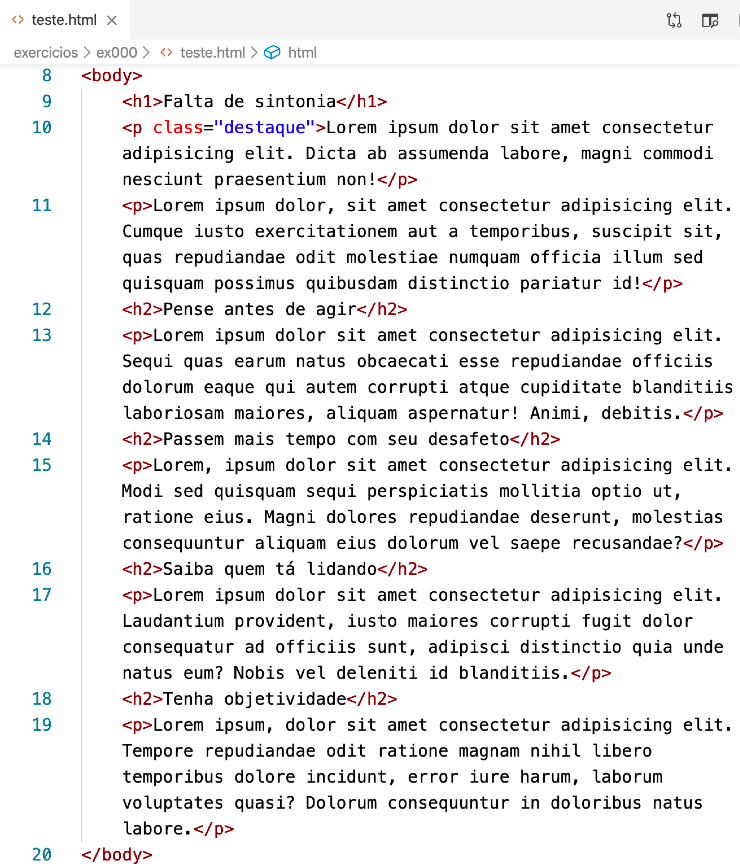 teste.html
exercicios > ex000 > teste.html > html
8 <body>
9 <h1>Falta de sintonia</h1>
10 <p class="destaque">Lorem ipsum dolor sit amet consectetur
adipisicing elit. Dicta ab assumenda labore, magni commodi
nesciunt praesentium non!</p>
11 <p>Lorem ipsum dolor, sit amet consectetur adipisicing elit.
Cumque iusto exercitationem aut a temporibus, suscipit sit,
quas repudiandae odit molestiae numquam officia illum sed
quisquam possimus quibusdam distinctio pariatur id!</p>
12 <h2>Pense antes de agir</h2>
13 <p>Lorem ipsum dolor sit amet consectetur adipisicing elit.
Sequi quas earum natus obcaecati esse repudiandae officiis
dolorum eaque qui autem corrupti atque cupiditate blanditiis
laboriosam maiores, aliquam aspernatur! Animi, debitis.</p>
14 <h2>Passem mais tempo com seu desafeto</h2>
15 <p>Lorem, ipsum dolor sit amet consectetur adipisicing elit.
Modi sed quisquam sequi perspiciatis mollitia optio ut,
ratione eius. Magni dolores repudiandae deserunt, molestias
consequuntur aliquam eius dolorum vel saepe recusandae?</p>
16 <h2>Saiba quem tá lidando</h2>
17 <p>Lorem ipsum dolor sit amet consectetur adipisicing elit.
Laudantium provident, iusto maiores corrupti fugit dolor
consequatur ad officiis sunt, adipisci distinctio quia unde
natus eum? Nobis vel deleniti id blanditiis.</p>
18 <h2>Tenha objetividade</h2>
19 <p>Lorem ipsum, dolor sit amet consectetur adipisicing elit.
Tempore repudiandae odit ratione magnam nihil libero
temporibus dolore incidunt, error iure harum, laborum
voluptates quasi? Dolorum consequuntur in doloribus natus
labore.</p>
20 </body>